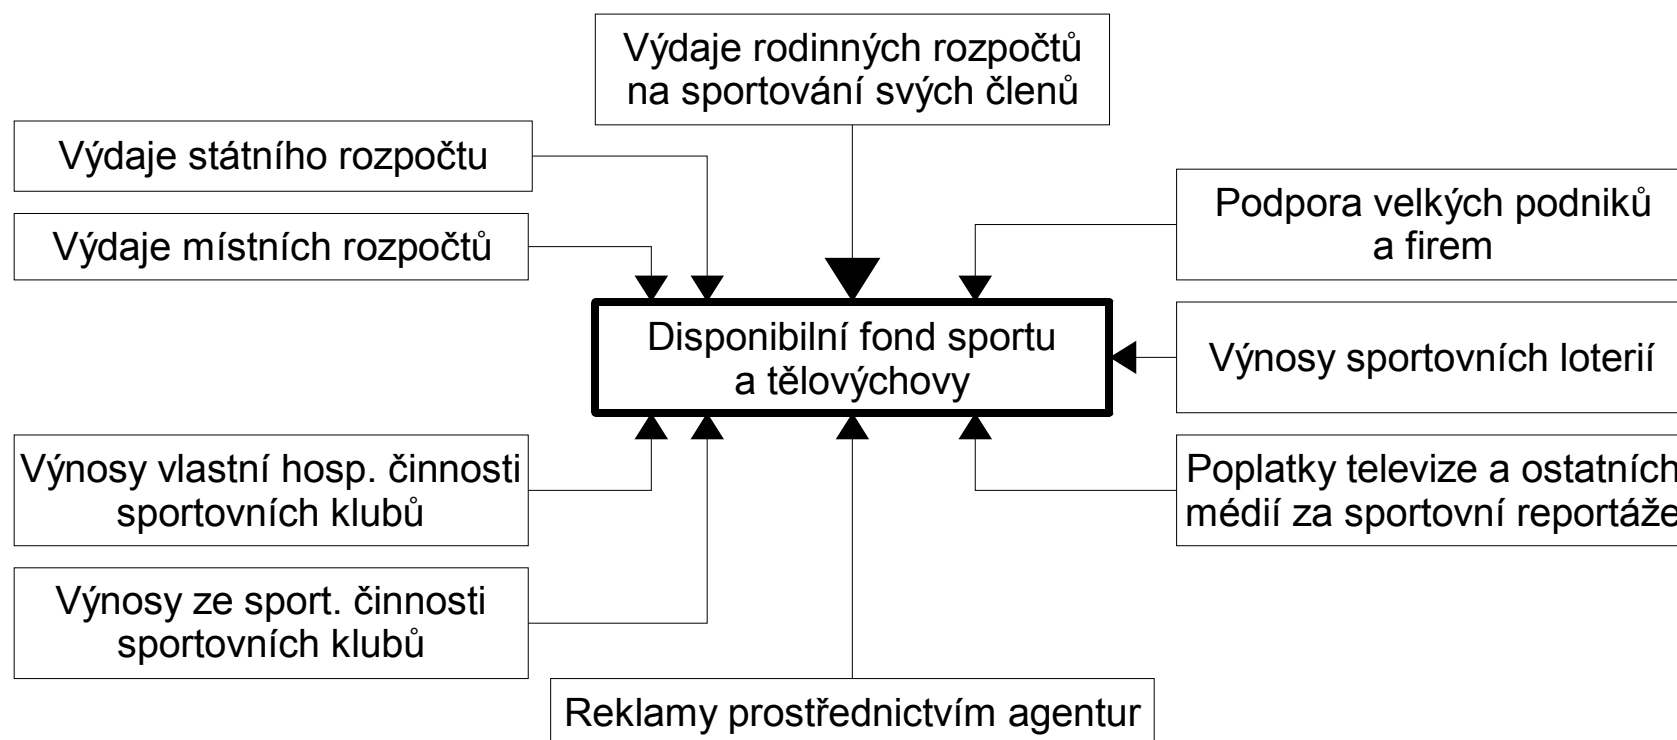 Výdaje rodinných rozpočtů
na sportování svých členů
Výdaje státního rozpočtu
Výdaje místních rozpočtů
Podpora velkých podniků
a firem
Disponibilní fond sportu
a tělovýchovy
Výnosy sportovních loterií
Výnosy vlastní hosp. činnosti
sportovních klubů
Poplatky televize a ostatních
médií za sportovní reportáže
Výnosy ze sport. činnosti
sportovních klubů
Reklamy prostřednictvím agentur